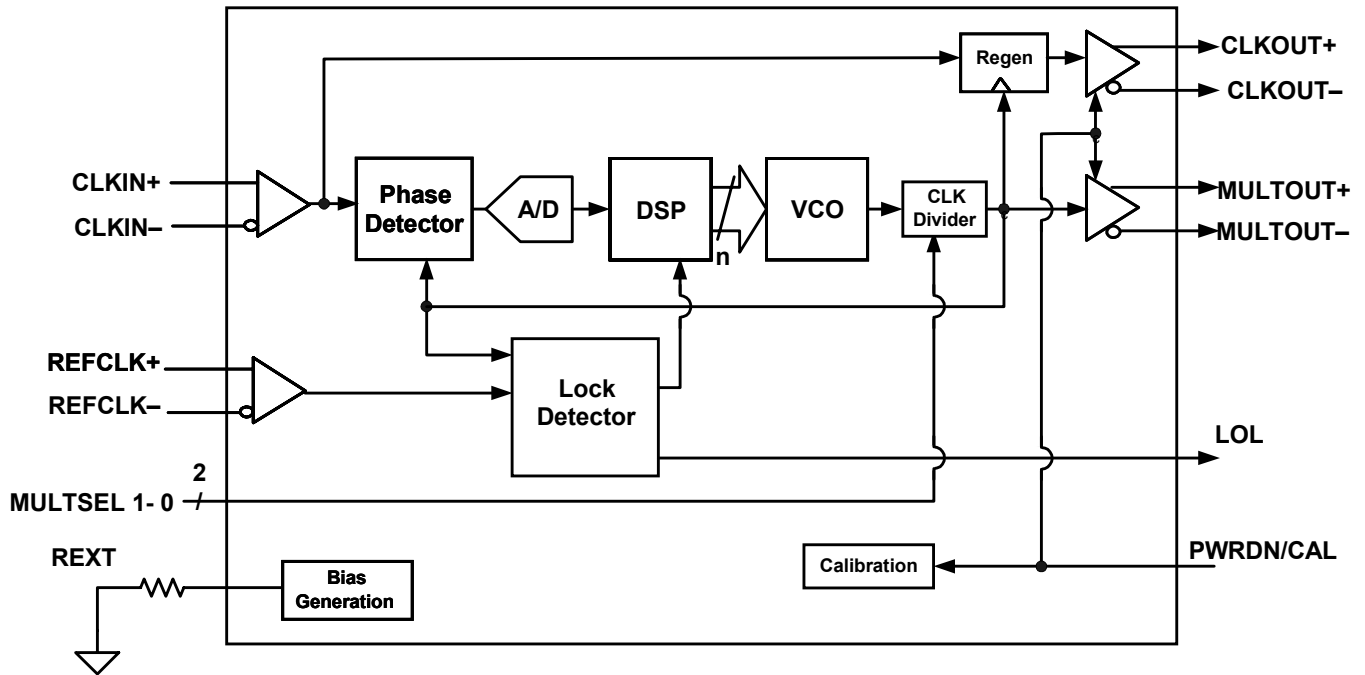 CLKOUT+
Regen
CLKOUT–
CLKIN+
CLKIN–
Phase
Detector
A/D
DSP
n
VCO
CLK
Divider
MULTOUT+
MULTOUT–
REFCLK+
REFCLK–
Lock
Detector
LOL
2
MULTSEL 1- 0
REXT
Bias
Generation
Calibration
PWRDN/CAL